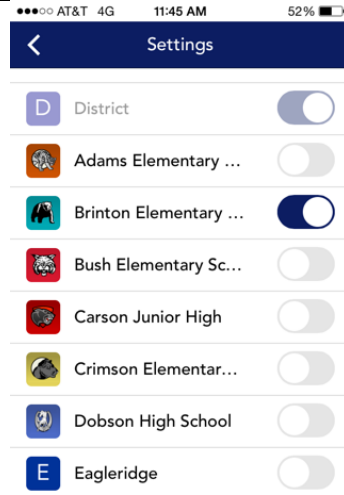 AT&T 4G 11:45 AM 52%
Settings
D District
Adams Elementary ...
Brinton Elementary ...
Bush Elementary Sc...
Carson Junior High
Crimson Elementar...
Dobson High School
E Eagleridge